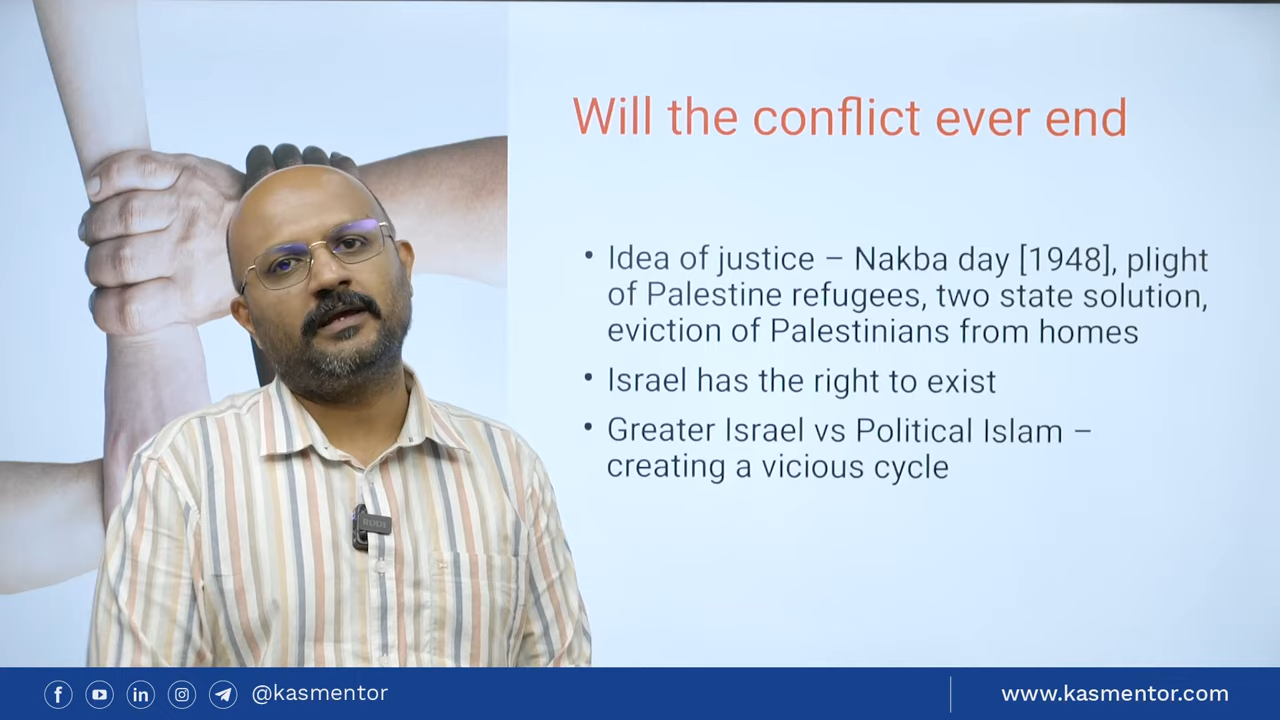 Will the conflict ever end
• Idea of justice – Nakba day [1948], plight
of Palestine refugees, two state solution,
eviction of Palestinians from homes
• Israel has the right to exist
• Greater Israel vs Political Islam –
creating a vicious cycle
RODE
@kasmentor
www.kasmentor.com